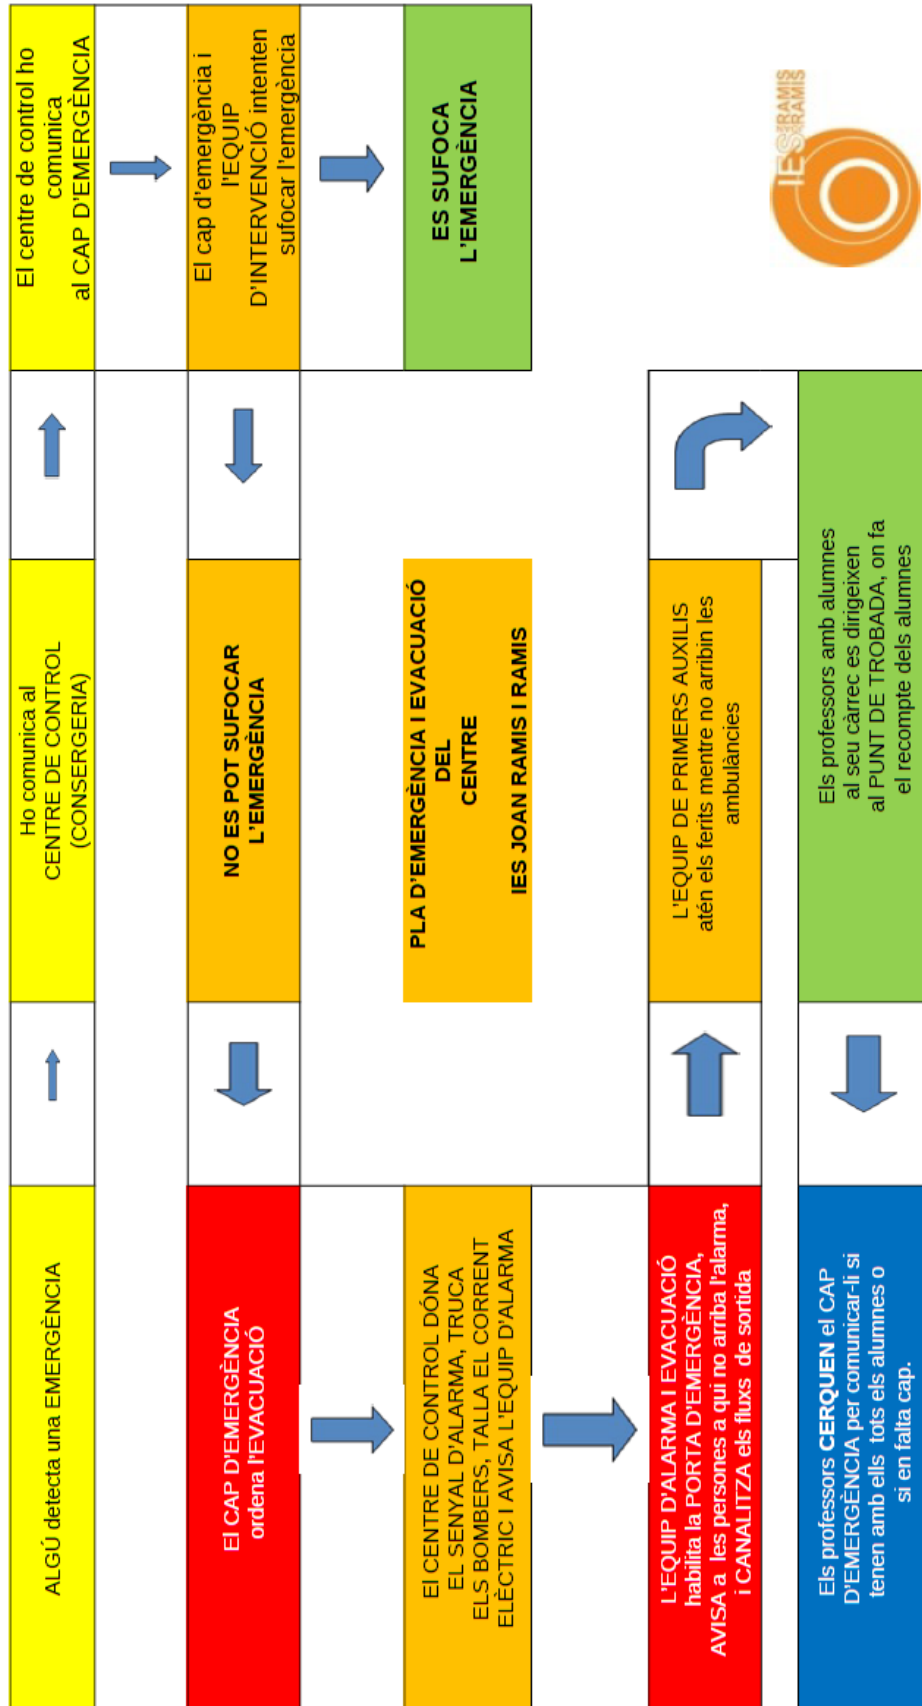 ALGÚ detecta una EMERGÈNCIA
Ho comunica al
CENTRE DE CONTROL
(CONSERGERIA)
El centre de control ho
comunica
al CAP D'EMERGÈNCIA
El cap d'emergència i
l'EQUIP
D'INTERVENCIÓ intenten
sufocar l'emergència
ES SUFOCA
L'EMERGÈNCIA
NO ES POT SUFOCAR
L'EMERGÈNCIA
El CAP D'EMERGÈNCIA
ordena l'EVACUACIÓ
El CENTRE DE CONTROL DÓNA
EL SENYAL D'ALARMA, TRUCA
ELS BOMBERS, TALLA EL CORRENT
ELÈCTRIC I AVISA L'EQUIP D'ALARMA
PLA D'EMERGÈNCIA I EVACUACIÓ
DEL
CENTRE
IES JOAN RAMIS I RAMIS
L'EQUIP D'ALARMA I EVACUACIÓ
habilita la PORTA D'EMERGÈNCIA,
AVISA a les persones a qui no arriba l'alarma,
i CANALITZA els fluxs de sortida
L'EQUIP DE PRIMERS AUXILIS
atén els ferits mentre no arribin les
ambulàncies
Els professors amb alumnes
al seu càrrec es dirigeixen
al PUNT DE TROBADA, on fa
el recompte dels alumnes
Els professors CERQUEN el CAP
D'EMERGÈNCIA per comunicar-li si
tenen amb ells tots els alumnes o
si en falta cap.
IES RAMIS
RAMIS